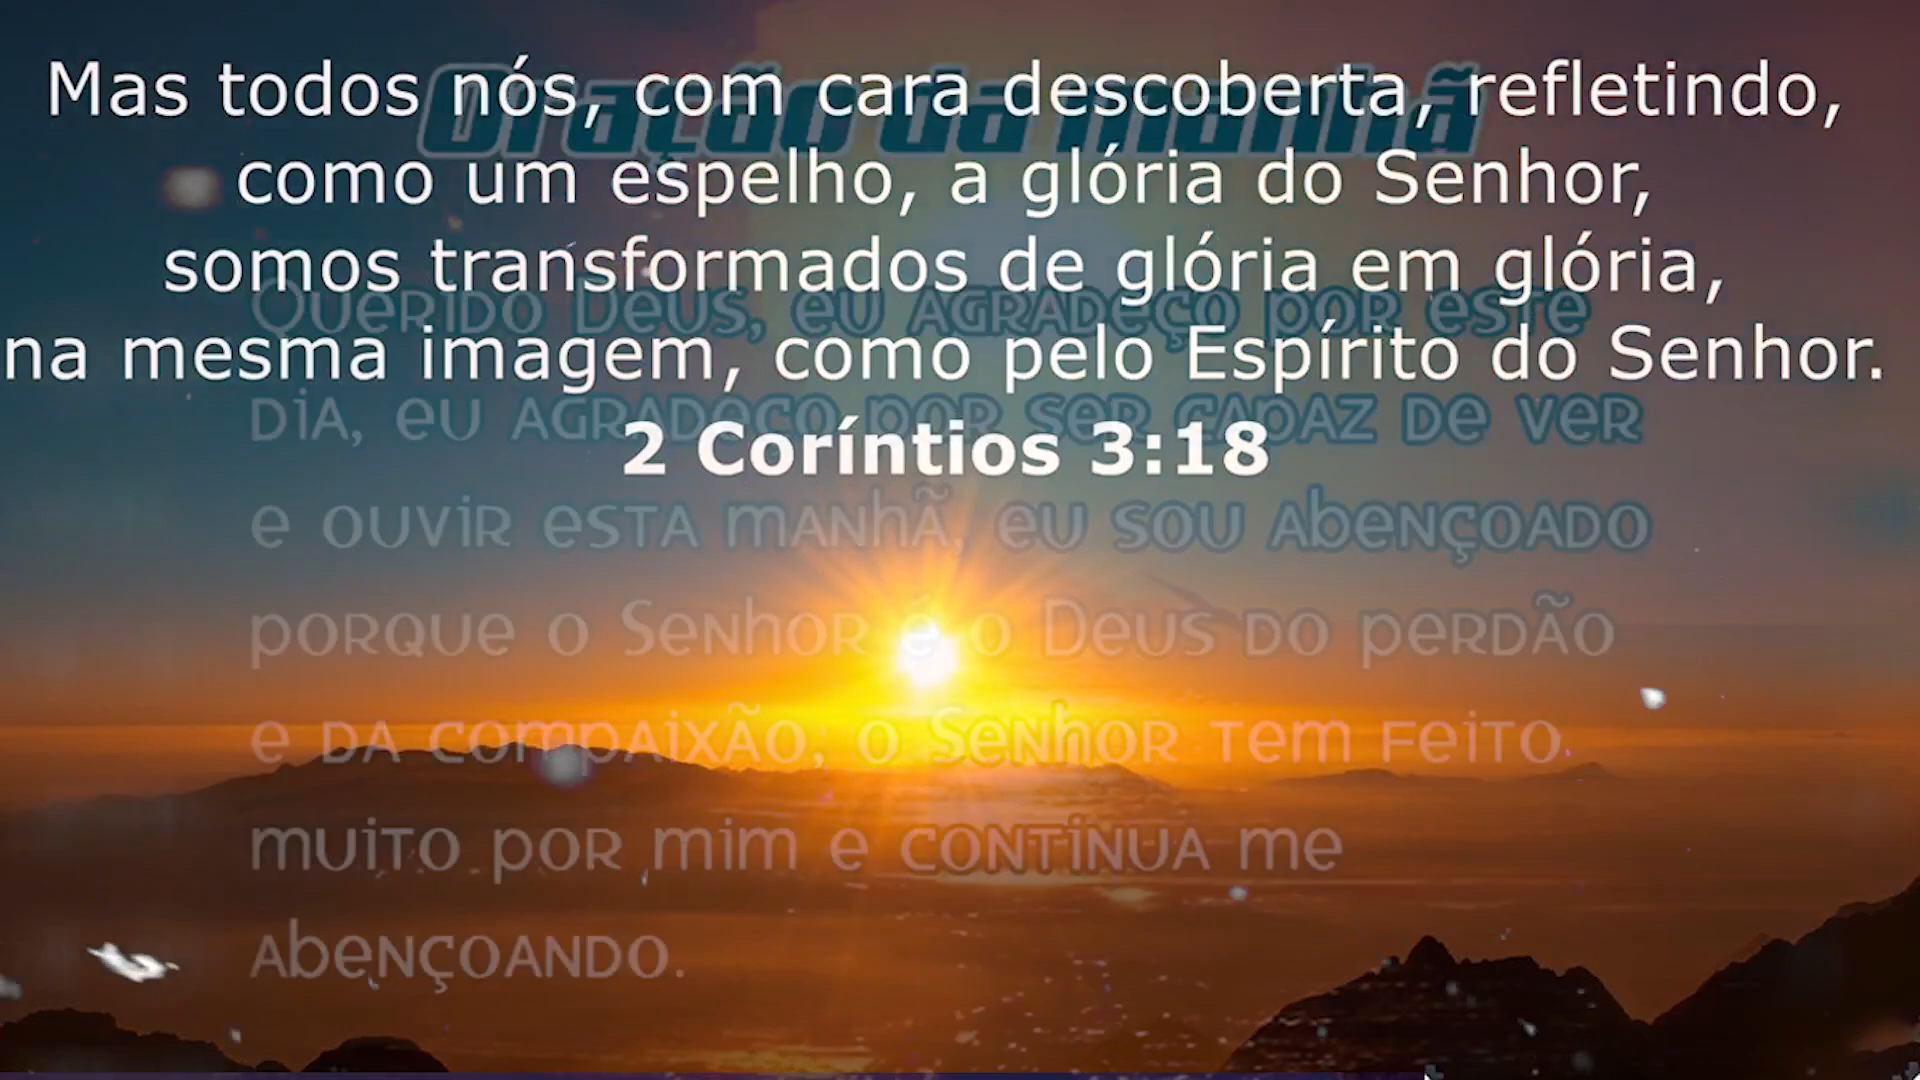 Mas todos nós, com cara descoberta, refletindo,
como um espelho, a glória do Senhor,
somos transformados de glória em glória,
na mesma imagem, como pelo Espírito do Senhor.
2 Coríntios 3:18
Oração da manhã
Querido Deus, eu agradeço por este
dia, eu agradeço por ser capaz de ver
e ouvir esta manhã, eu sou abençoado
porque o Senhor é o Deus do perdão
e da compaixão, o Senhor tem feito
muito por mim e continua me
abençoando.